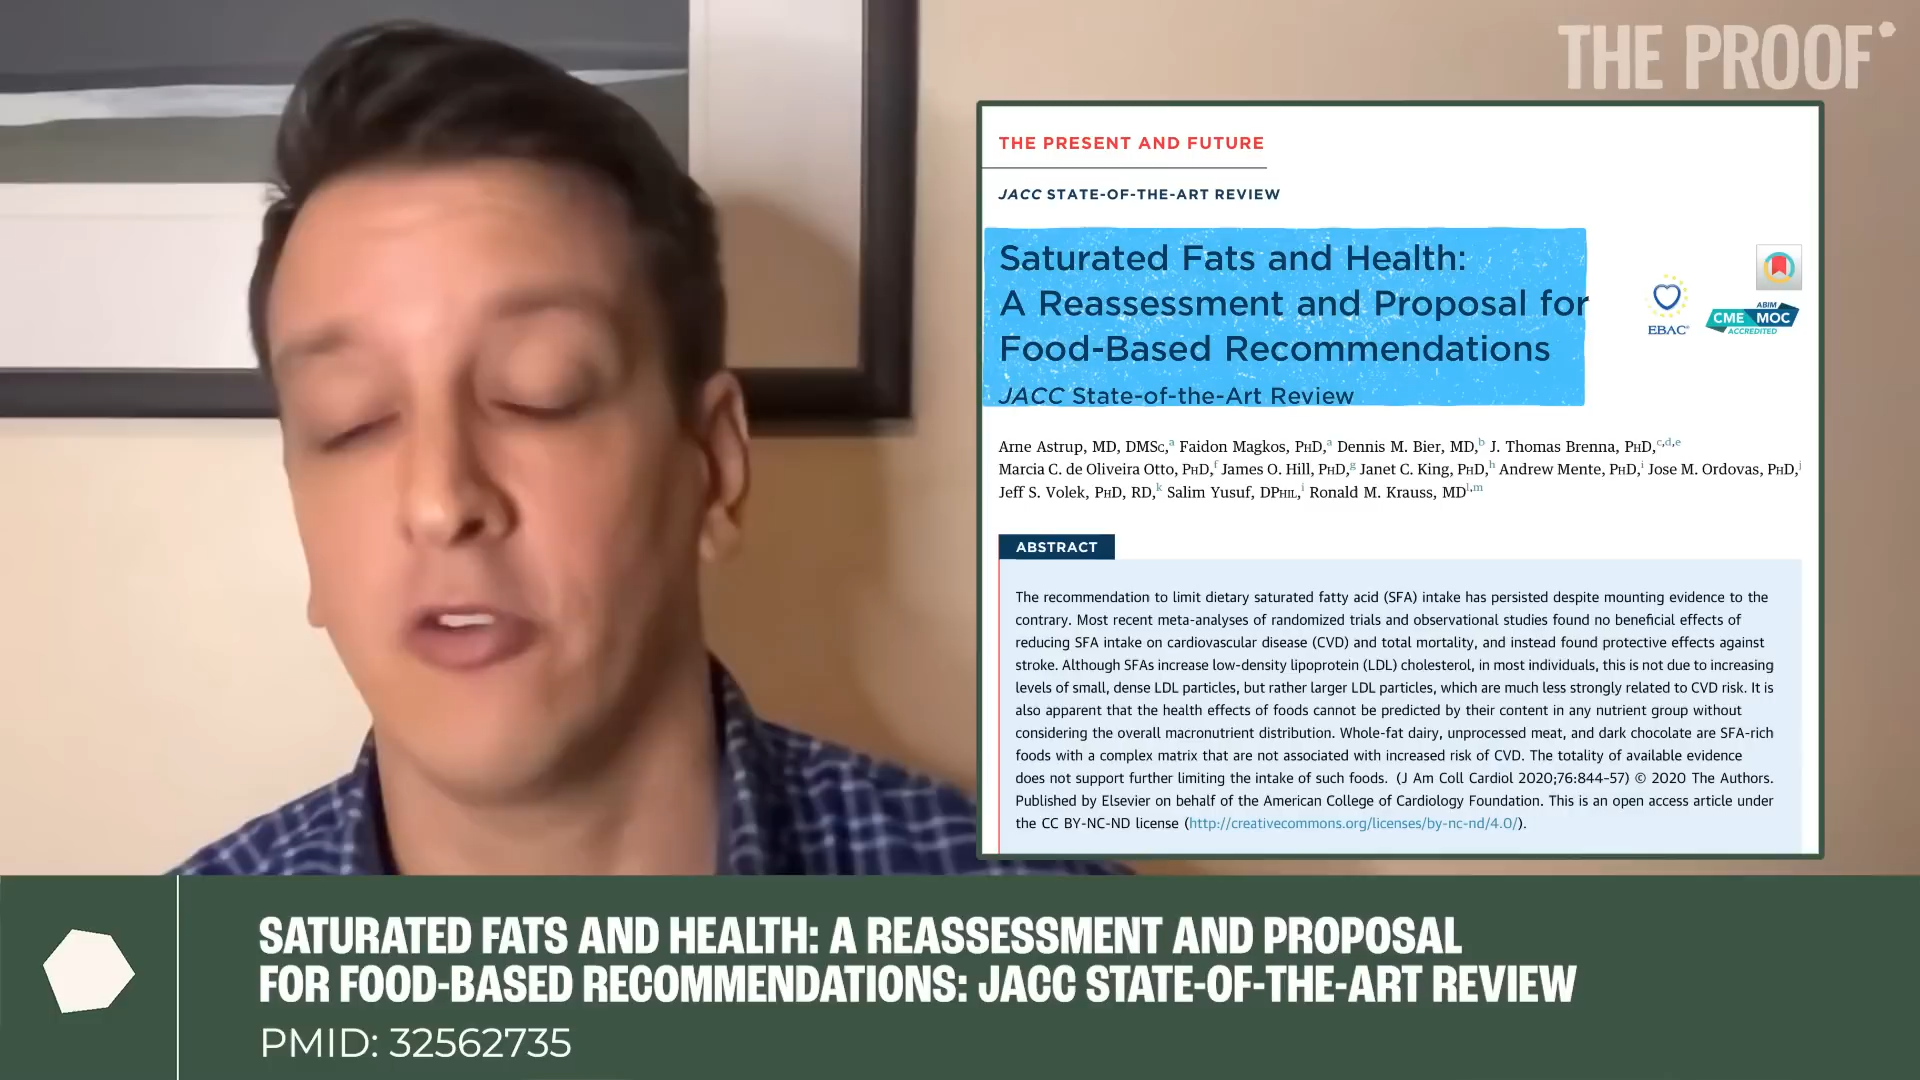 THE PROOF
THE PRESENT AND FUTURE
JACC STATE-OF-THE-ART REVIEW
Saturated Fats and Health:
A Reassessment and Proposal for
Food-Based Recommendations
JACC State-of-the-Art Review
EBAC
ABIM
CME MOC
ACCREDITED
Arne Astrup, MD, DMSc,a Faidon Magkos, PhD,a Dennis M. Bier, MD,b J. Thomas Brenna, PhD,c,d,e
Marcia C. de Oliveira Otto, PhD,f James O. Hill, PhD,g Janet C. King, PhD,h Andrew Mente, PhD,i Jose M. Ordovas, PhD,j
Jeff S. Volek, PhD, RD,k Salim Yusuf, DPhil,i Ronald M. Krauss, MDl,m
ABSTRACT
The recommendation to limit dietary saturated fatty acid (SFA) intake has persisted despite mounting evidence to the
contrary. Most recent meta-analyses of randomized trials and observational studies found no beneficial effects of
reducing SFA intake on cardiovascular disease (CVD) and total mortality, and instead found protective effects against
stroke. Although SFAs increase low-density lipoprotein (LDL) cholesterol, in most individuals, this is not due to increasing
levels of small, dense LDL particles, but rather larger LDL particles, which are much less strongly related to CVD risk. It is
also apparent that the health effects of foods cannot be predicted by their content in any nutrient group without
considering the overall macronutrient distribution. Whole-fat dairy, unprocessed meat, and dark chocolate are SFA-rich
foods with a complex matrix that are not associated with increased risk of CVD. The totality of available evidence
does not support further limiting the intake of such foods. (J Am Coll Cardiol 2020;76:844–57) © 2020 The Authors.
Published by Elsevier on behalf of the American College of Cardiology Foundation. This is an open access article under
the CC BY-NC-ND license (http://creativecommons.org/licenses/by-nc-nd/4.0/).
SATURATED FATS AND HEALTH: A REASSESSMENT AND PROPOSAL
FOR FOOD-BASED RECOMMENDATIONS: JACC STATE-OF-THE-ART REVIEW
PMID: 32562735